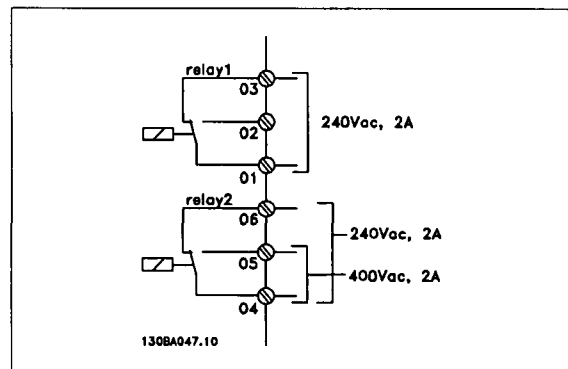 relay1
03
02
240Vac, 2A
01
relay2
06
240Vac, 2A
05
400Vac, 2A
04
130BA047.10